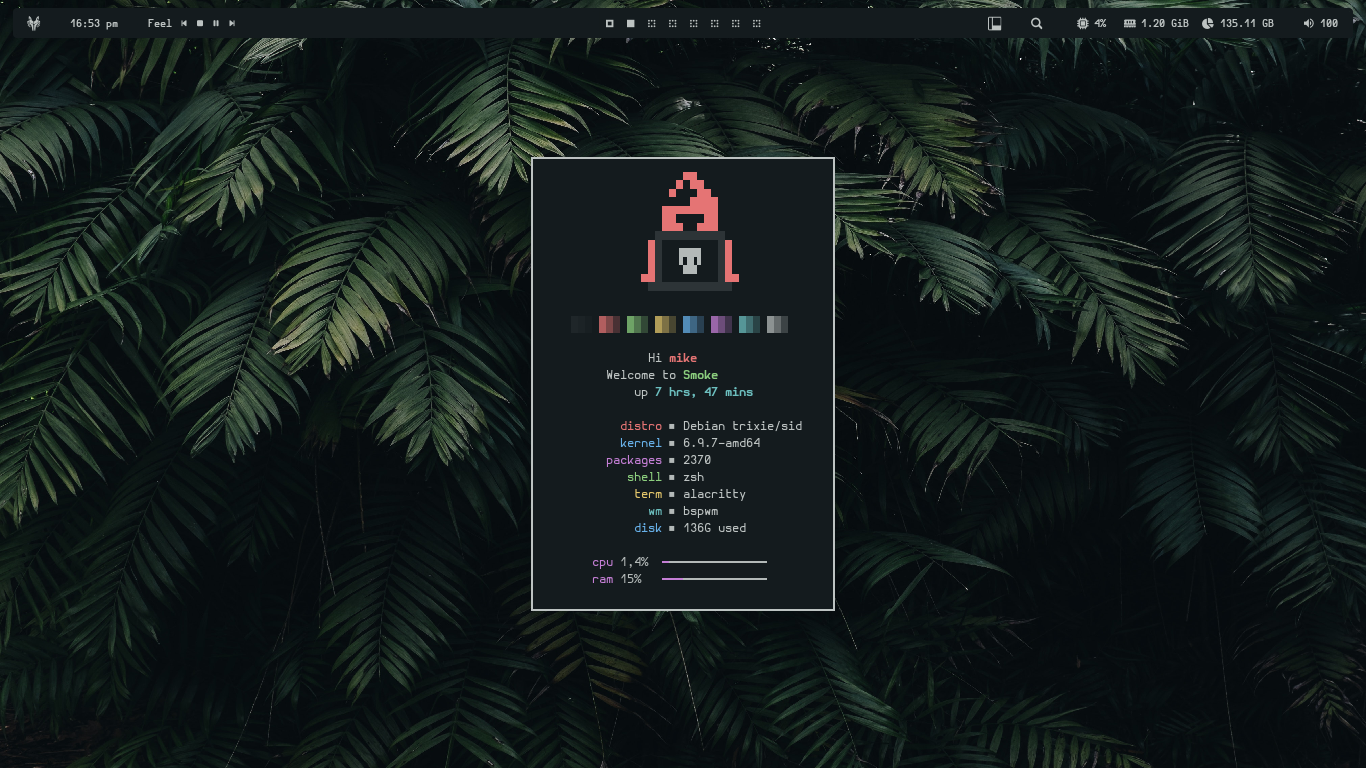 16:53 pm Feel 4% 1.20 GiB 135.11 GB 100
Hi mike
Welcome to Smoke
up 7 hrs, 47 mins
distro ▪ Debian trixie/sid
kernel ▪ 6.9.7-amd64
packages ▪ 2370
shell ▪ zsh
term ▪ alacritty
wm ▪ bspwm
disk ▪ 136G used
cpu 1,4%
ram 15%